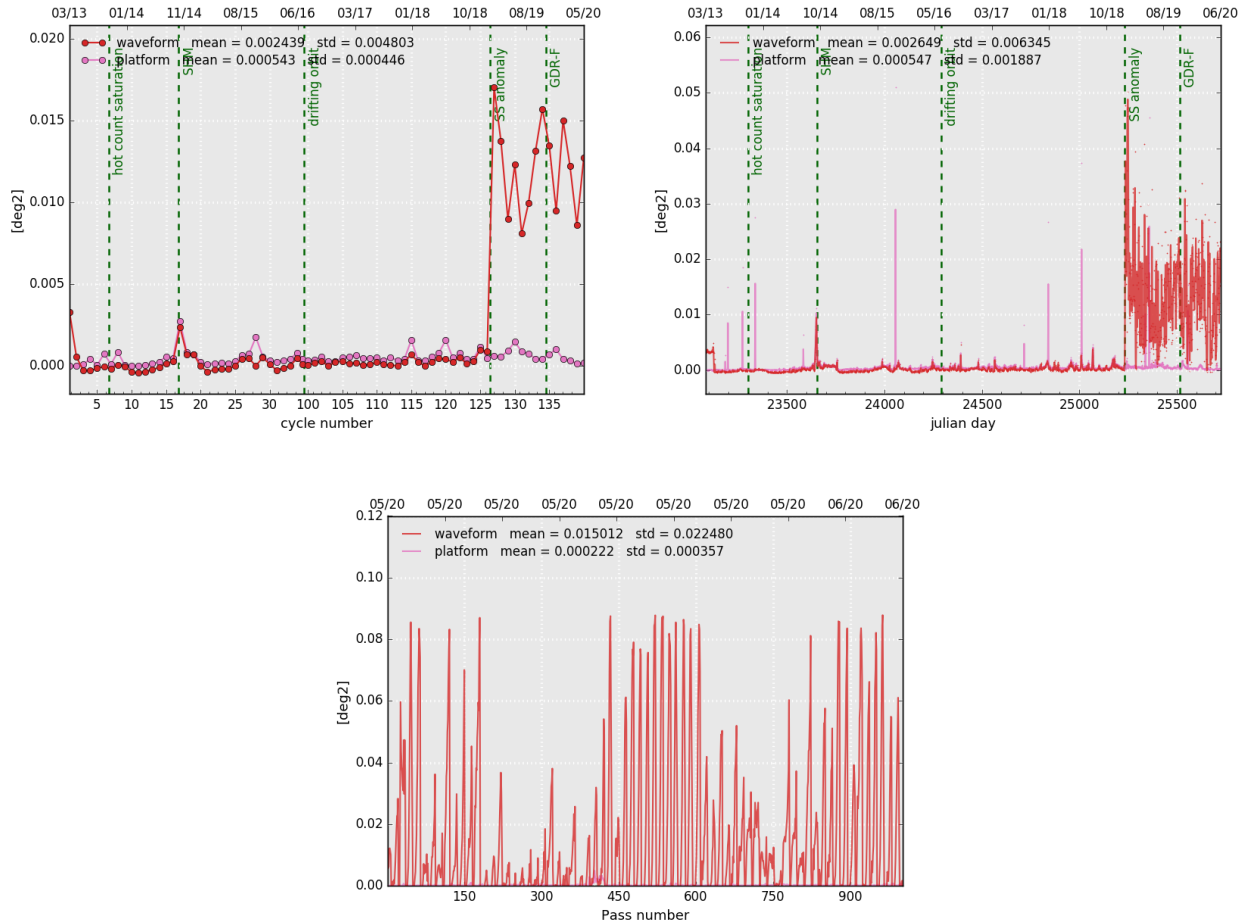 03/13 01/14 11/14 08/15 06/16 03/17 01/18 10/18 08/19 05/20
0.020
0.015
0.010
0.005
0.000
[deg2]
waveform mean = 0.002439 std = 0.004803
platform mean = 0.000543 std = 0.000446
hot count saturation
SHM
drifting orbit
SS anomaly
GDR-F
5 10 15 20 25 30 100 105 110 115 120 125 130 135
cycle number
03/13 01/14 10/14 08/15 05/16 03/17 01/18 10/18 08/19 06/20
0.06
0.05
0.04
0.03
0.02
0.01
0.00
[deg2]
waveform mean = 0.002649 std = 0.006345
platform mean = 0.000547 std = 0.001887
hot count saturation
SHM
drifting orbit
SS anomaly
GDR-F
23500 24000 24500 25000 25500
julian day
05/20 05/20 05/20 05/20 05/20 05/20 05/20 05/20 06/20 06/20
0.12
0.10
0.08
0.06
0.04
0.02
0.00
[deg2]
waveform mean = 0.015012 std = 0.022480
platform mean = 0.000222 std = 0.000357
150 300 450 600 750 900
Pass number